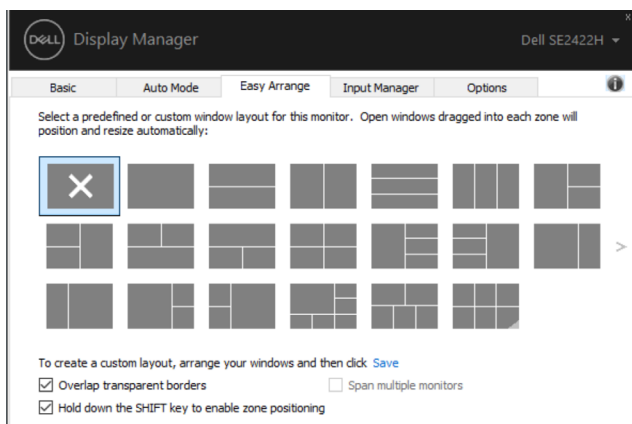 DELL Display Manager
Dell SE2422H
x
Basic
Auto Mode
Easy Arrange
Input Manager
Options
i
Select a predefined or custom window layout for this monitor. Open windows dragged into each zone will
position and resize automatically:
>
To create a custom layout, arrange your windows and then click Save
Overlap transparent borders
Span multiple monitors
Hold down the SHIFT key to enable zone positioning